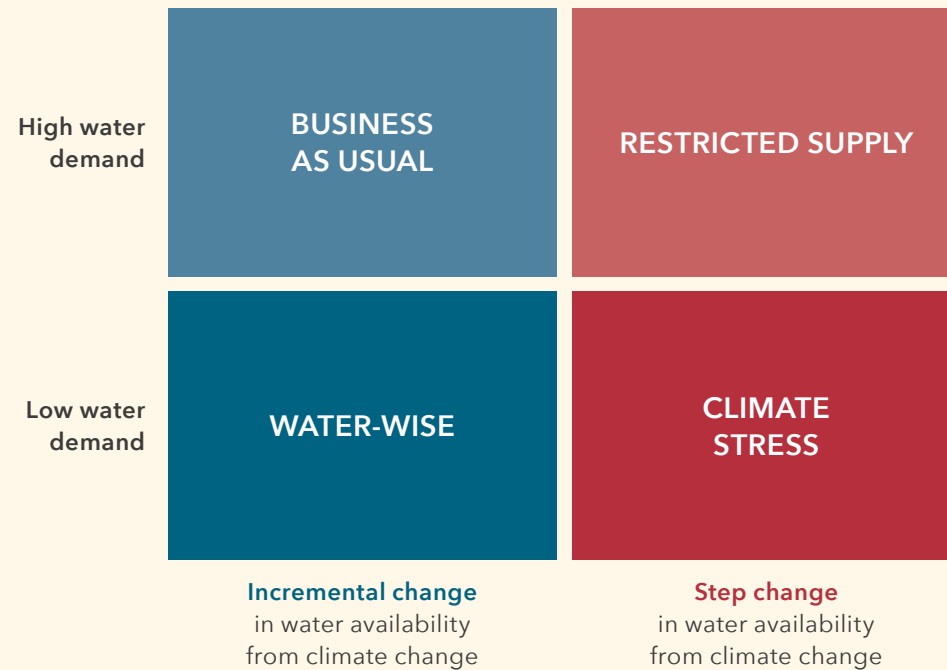 High water
demand
BUSINESS
AS USUAL
RESTRICTED SUPPLY
Low water
demand
WATER-WISE
CLIMATE
STRESS
Incremental change
in water availability
from climate change
Step change
in water availability
from climate change